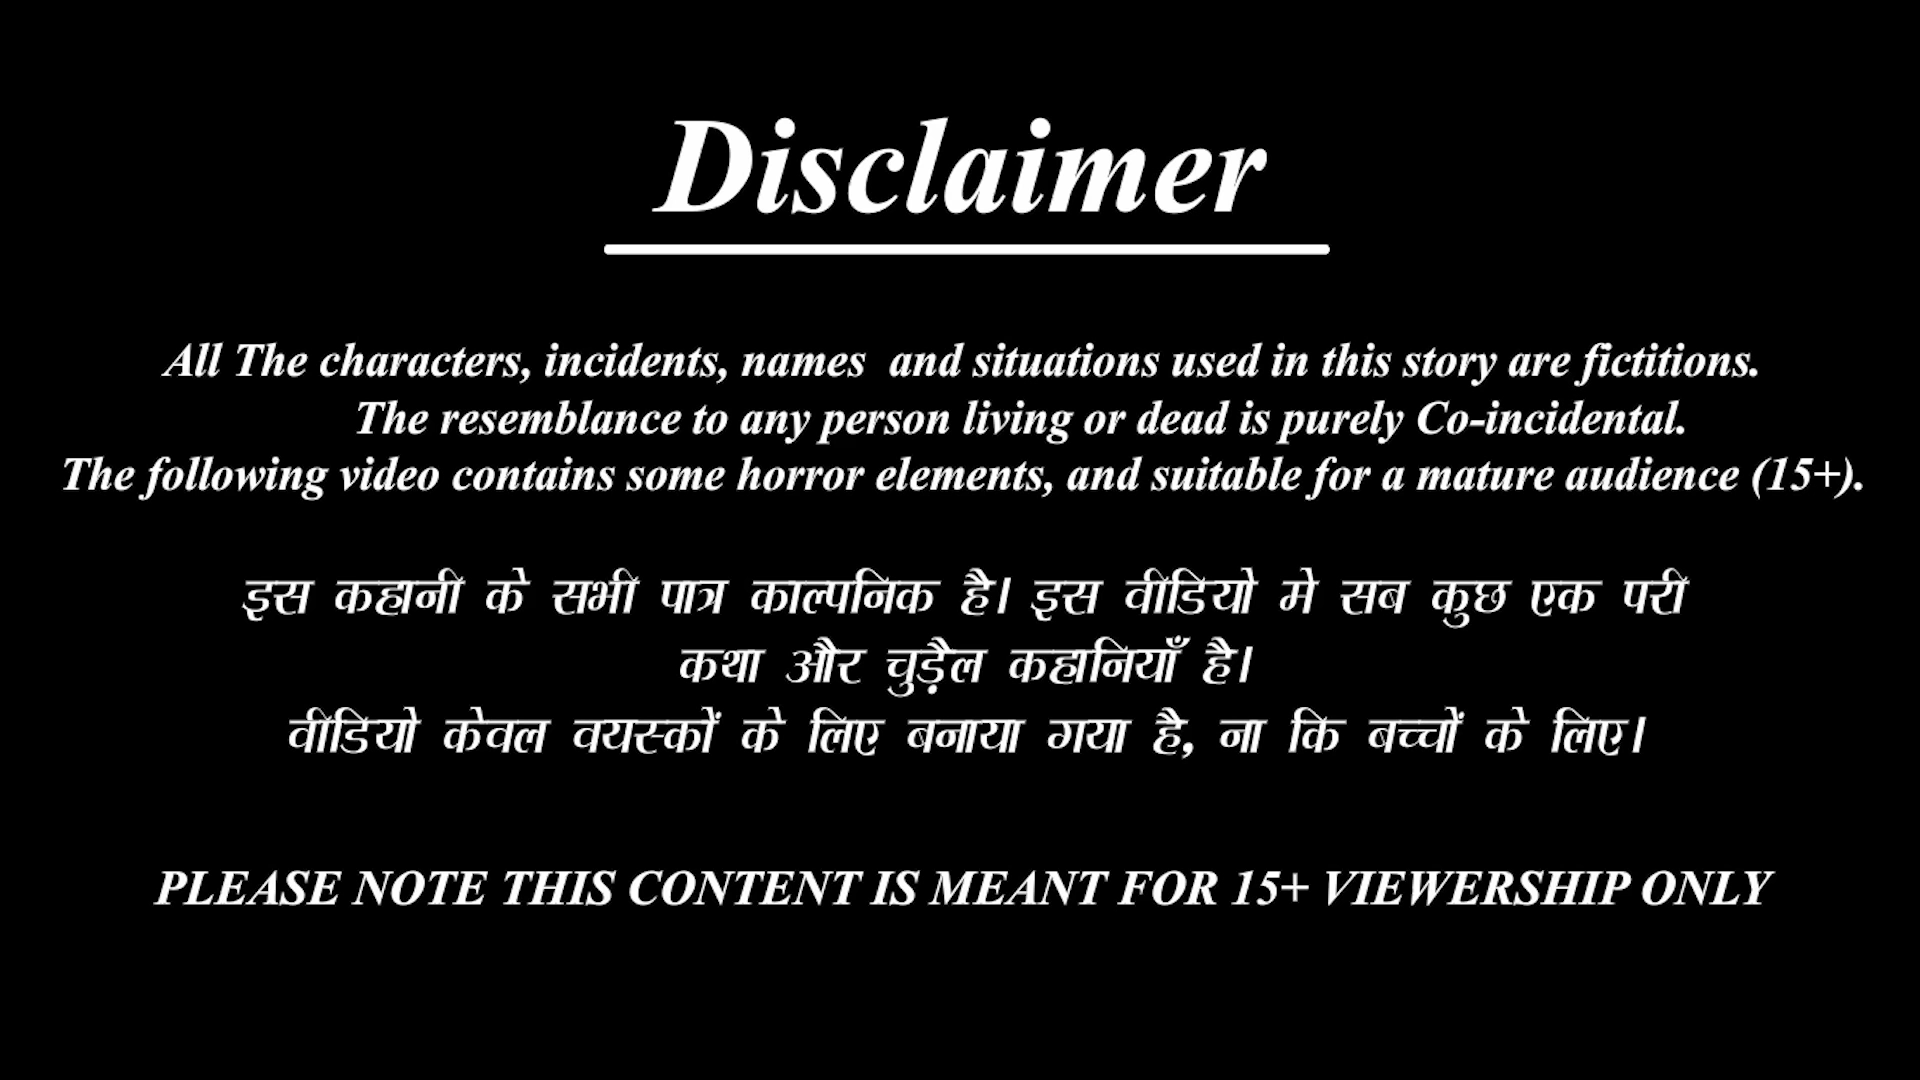 Disclaimer
All The characters, incidents, names and situations used in this story are fictitions.
The resemblance to any person living or dead is purely Co-incidental.
The following video contains some horror elements, and suitable for a mature audience (15+).
इस कहानी के सभी पात्र काल्पनिक है। इस वीडियो मे सब कुछ एक परी
कथा और चुड़ैल कहानियाँ है।
वीडियो केवल वयस्कों के लिए बनाया गया है, ना कि बच्चों के लिए।
PLEASE NOTE THIS CONTENT IS MEANT FOR 15+ VIEWERSHIP ONLY